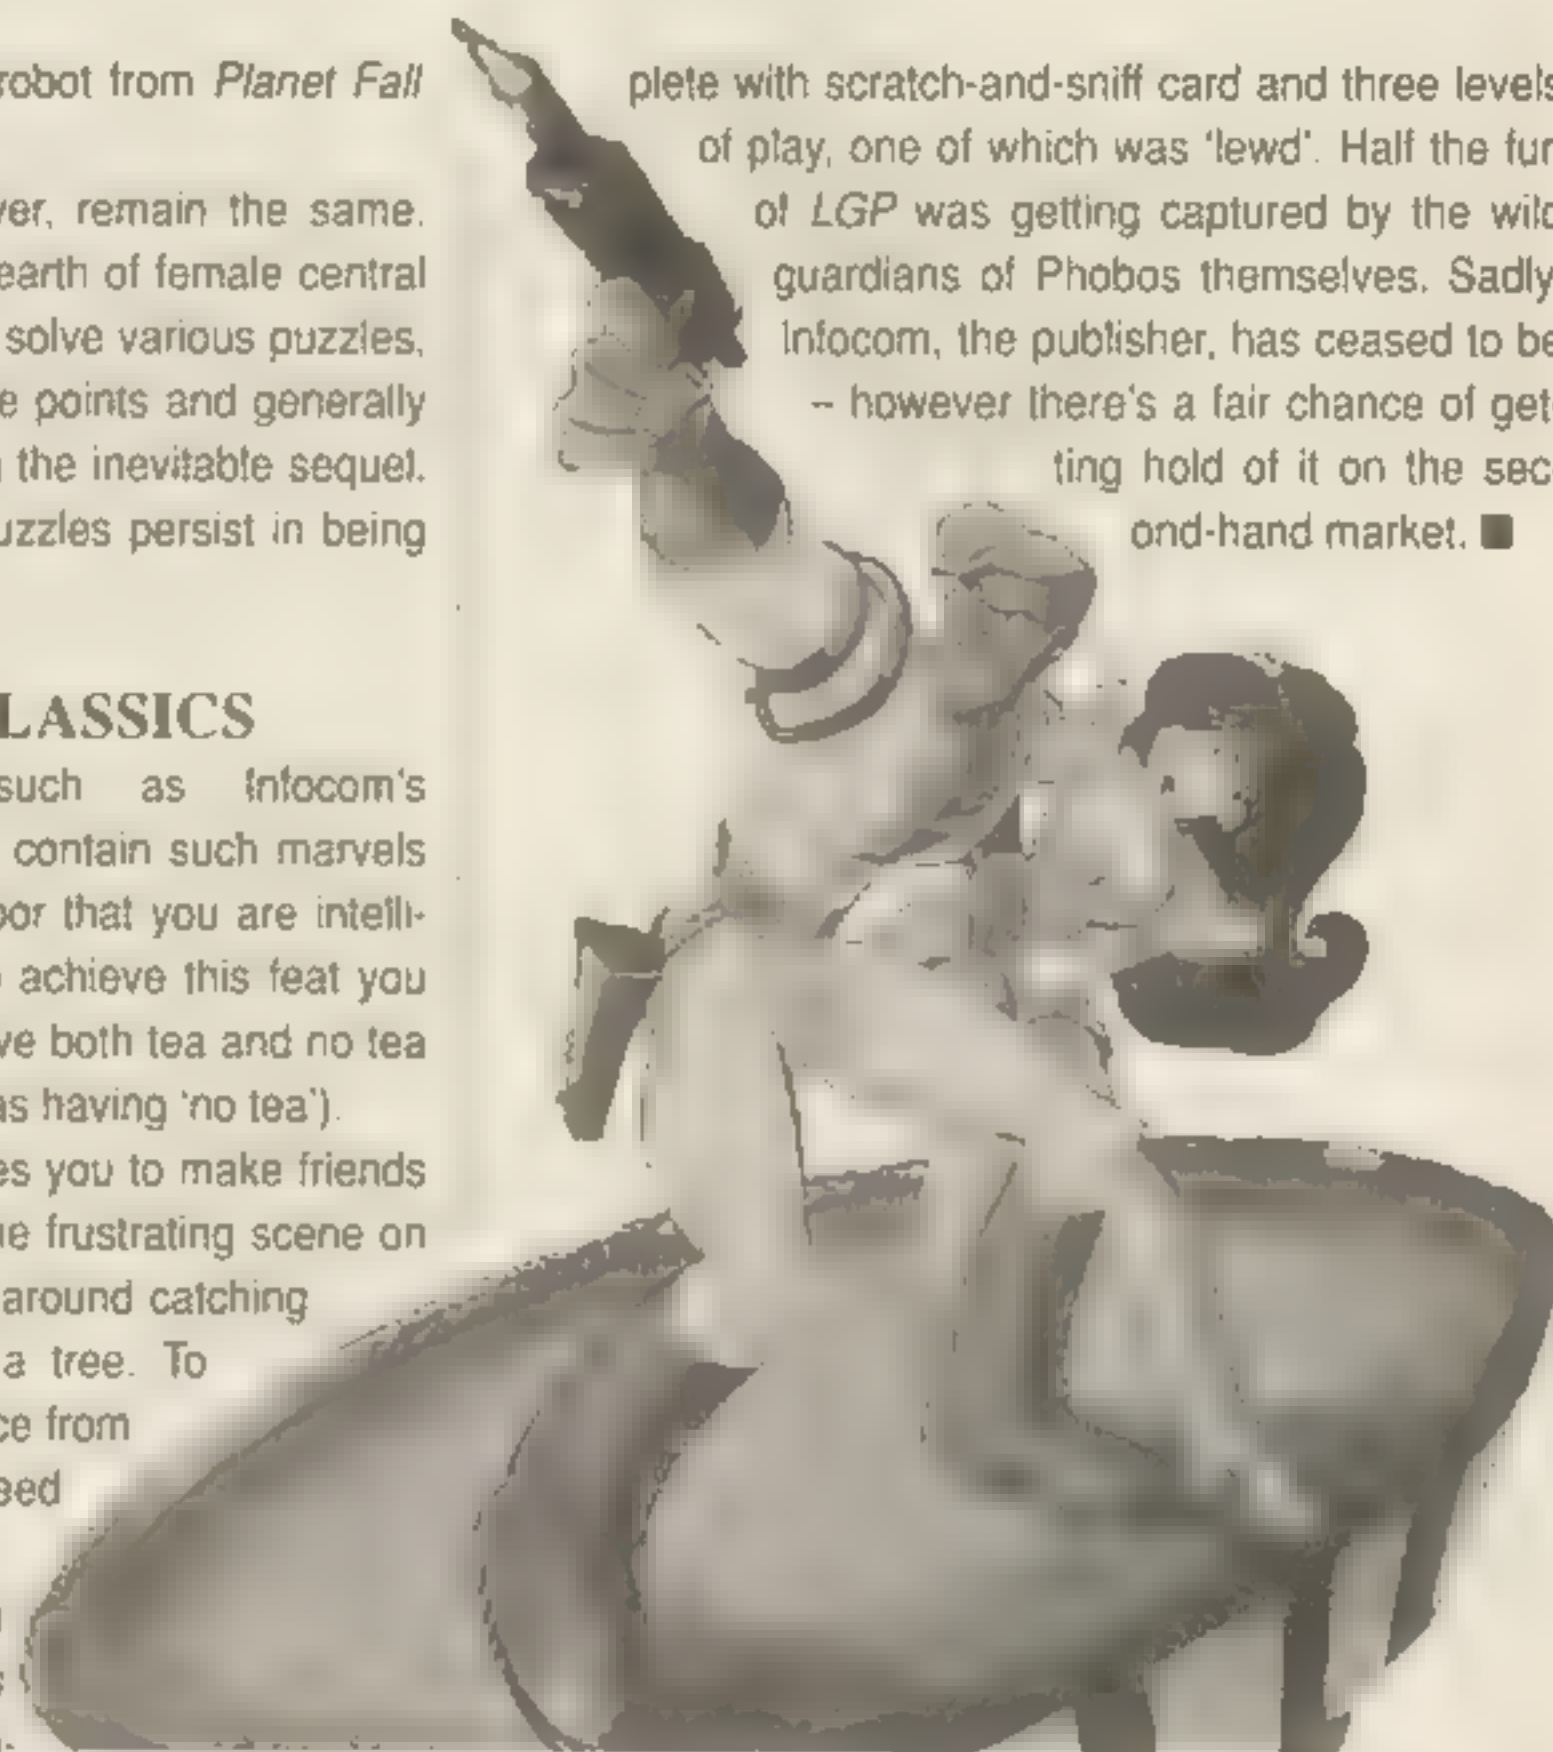 robot from Planet Fall
ver, remain the same.
earth of female central
solve various puzzles,
e points and generally
the inevitable sequel.
uzzles persist in being
LASSICS
such as Infocom's
contain such marvels
oor that you are intelli-
achieve this feat you
ve both tea and no tea
as having 'no tea').
es you to make friends
ue frustrating scene on
around catching
a tree. To
ce from
eed
plete with scratch-and-sniff card and three levels
of play, one of which was 'lewd'. Half the fun
of LGP was getting captured by the wild
guardians of Phobos themselves. Sadly
Infocom, the publisher, has ceased to be
– however there's a fair chance of get
ting hold of it on the sec
ond-hand market. ■